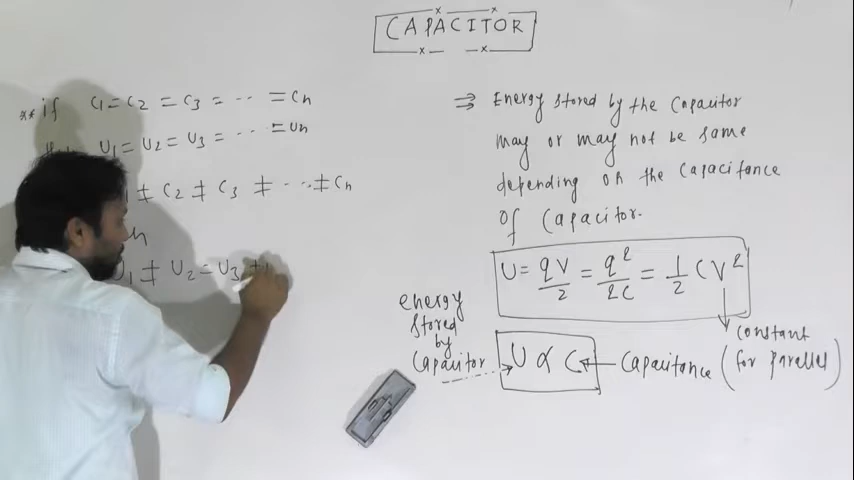 CAPACITOR
** if C1 = C2 = C3 = ... = Cn
U1 = U2 = U3 = ... = Un
≠ C2 ≠ C3 ≠ ... ≠ Cn
U1 ≠ U2 = U3 ≠
⇒ Energy stored by the capacitor
may or may not be same
depending on the capacitance
of capacitor.
U = qV/2 = q²/2C = 1/2 CV²
constant
for parallel
energy
stored
by
capacitor
U ∝ C
Capacitance